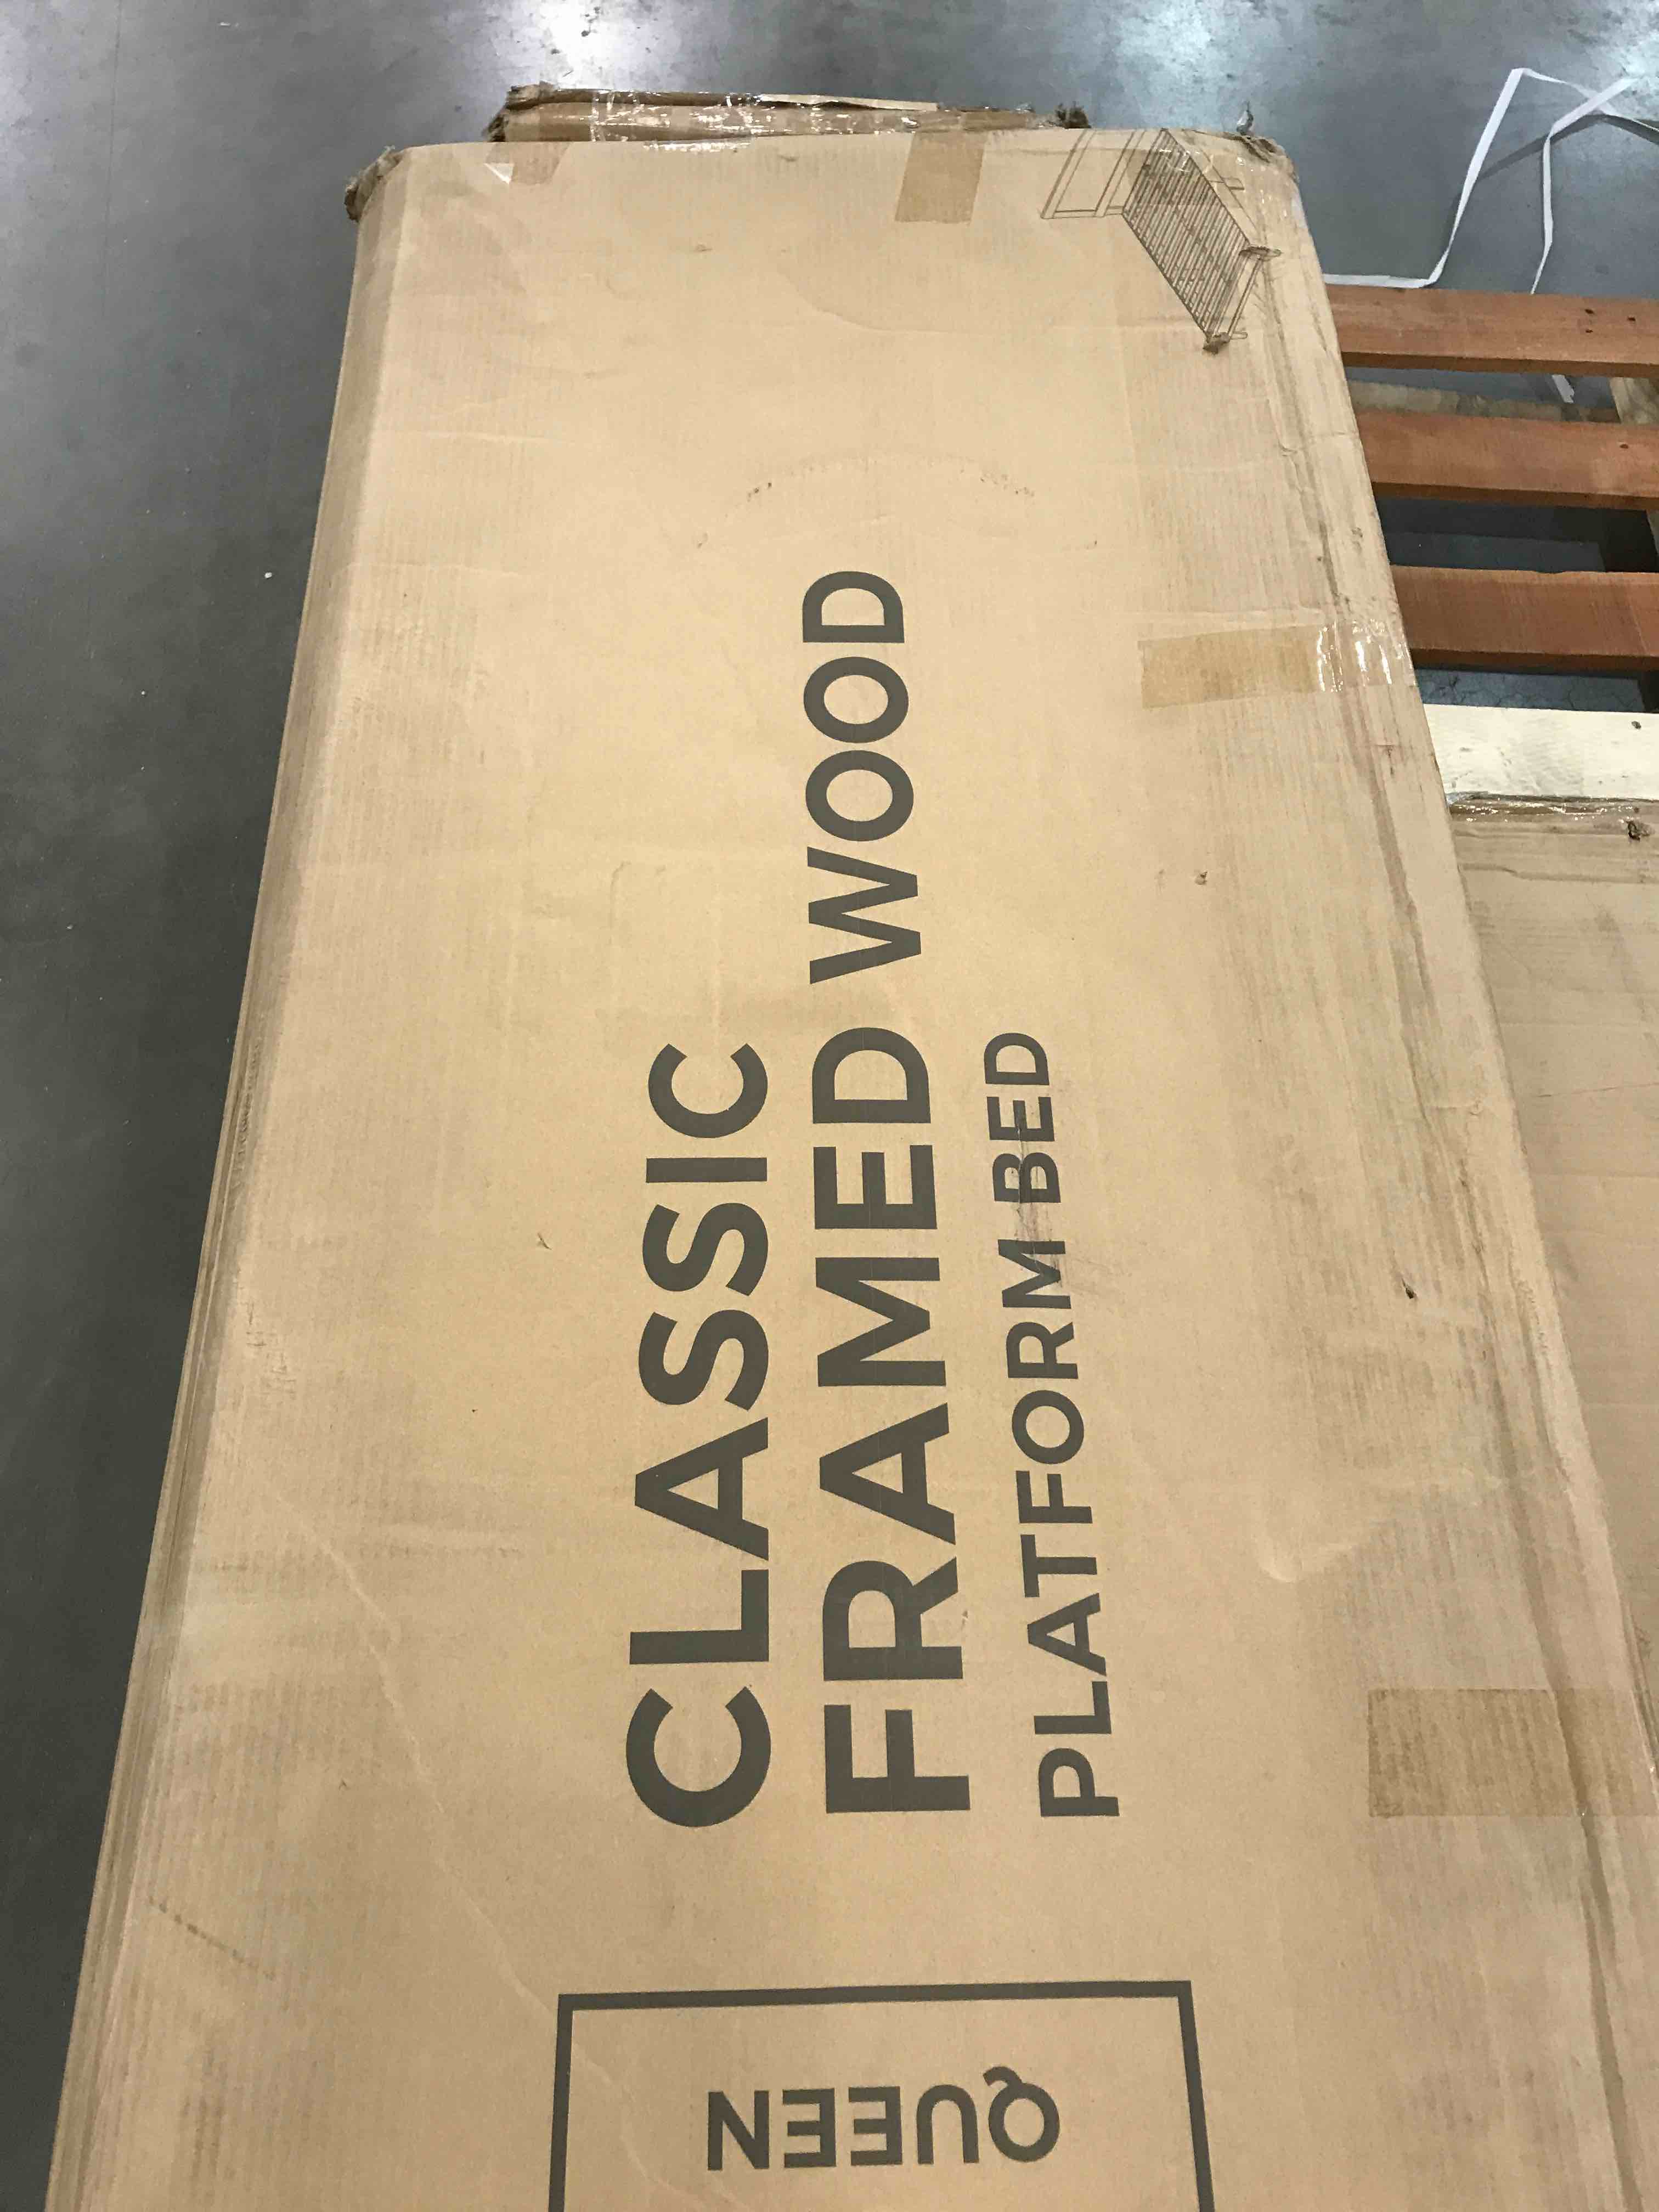 CLASSIC
FRAMED WOOD
PLATFORM BED
QUEEN